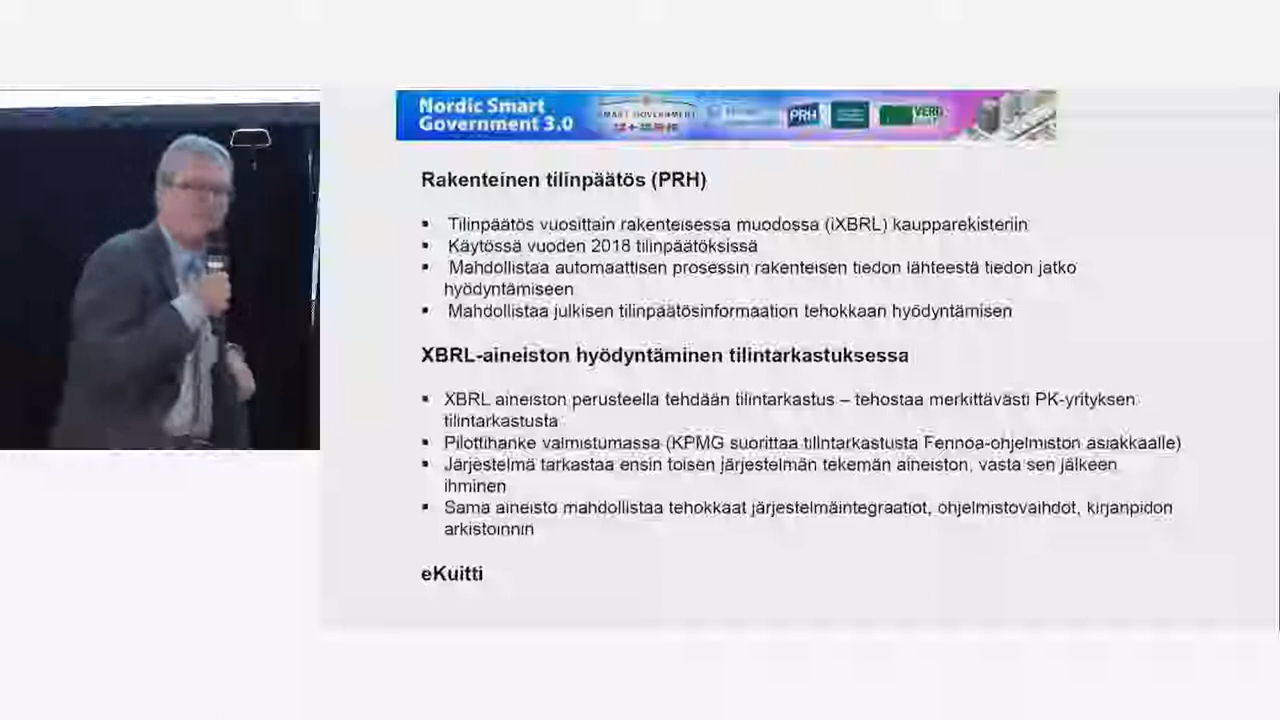 Nordic Smart
Government 3.0
SMART GOVERNMENT
PRH
VERO
Rakenteinen tilinpäätös (PRH)
▪ Tilinpäätös vuosittain rakenteisessa muodossa (iXBRL) kaupparekisteriin
▪ Käytössä vuoden 2018 tilinpäätöksissä
▪ Mahdollistaa automaattisen prosessin rakenteisen tiedon lähteestä tiedon jatko
hyödyntämiseen
▪ Mahdollistaa julkisen tilinpäätösinformaation tehokkaan hyödyntämisen
XBRL-aineiston hyödyntäminen tilintarkastuksessa
▪ XBRL aineiston perusteella tehdään tilintarkastus – tehostaa merkittävästi PK-yrityksen
tilintarkastusta
▪ Pilottihanke valmistumassa (KPMG suorittaa tilintarkastusta Fennoa-ohjelmiston asiakkaalle)
▪ Järjestelmä tarkastaa ensin toisen järjestelmän tekemän aineiston, vasta sen jälkeen
ihminen
▪ Sama aineisto mahdollistaa tehokkaat järjestelmäintegraatiot, ohjelmistovaihdot, kirjanpidon
arkistoinnin
eKuitti